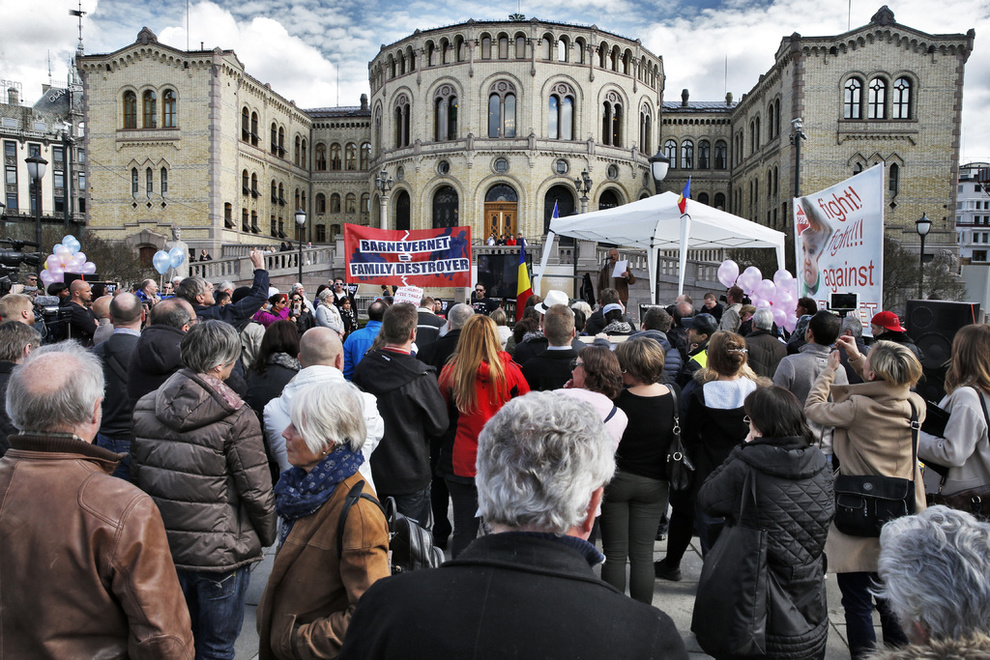 BARNEVERNET
=
FAMILY DESTROYER
fight!
fight!!!
against